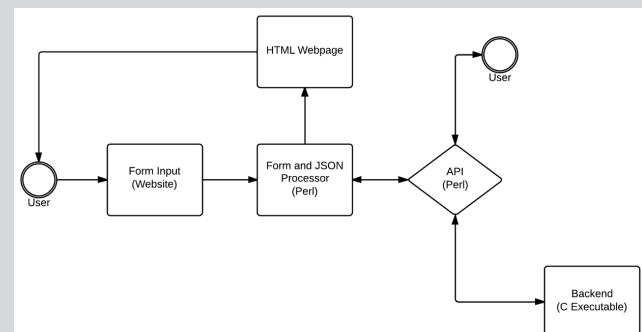 HTML Webpage
User
Form Input
(Website)
Form and JSON
Processor
(Perl)
API
(Perl)
User
Backend
(C Executable)